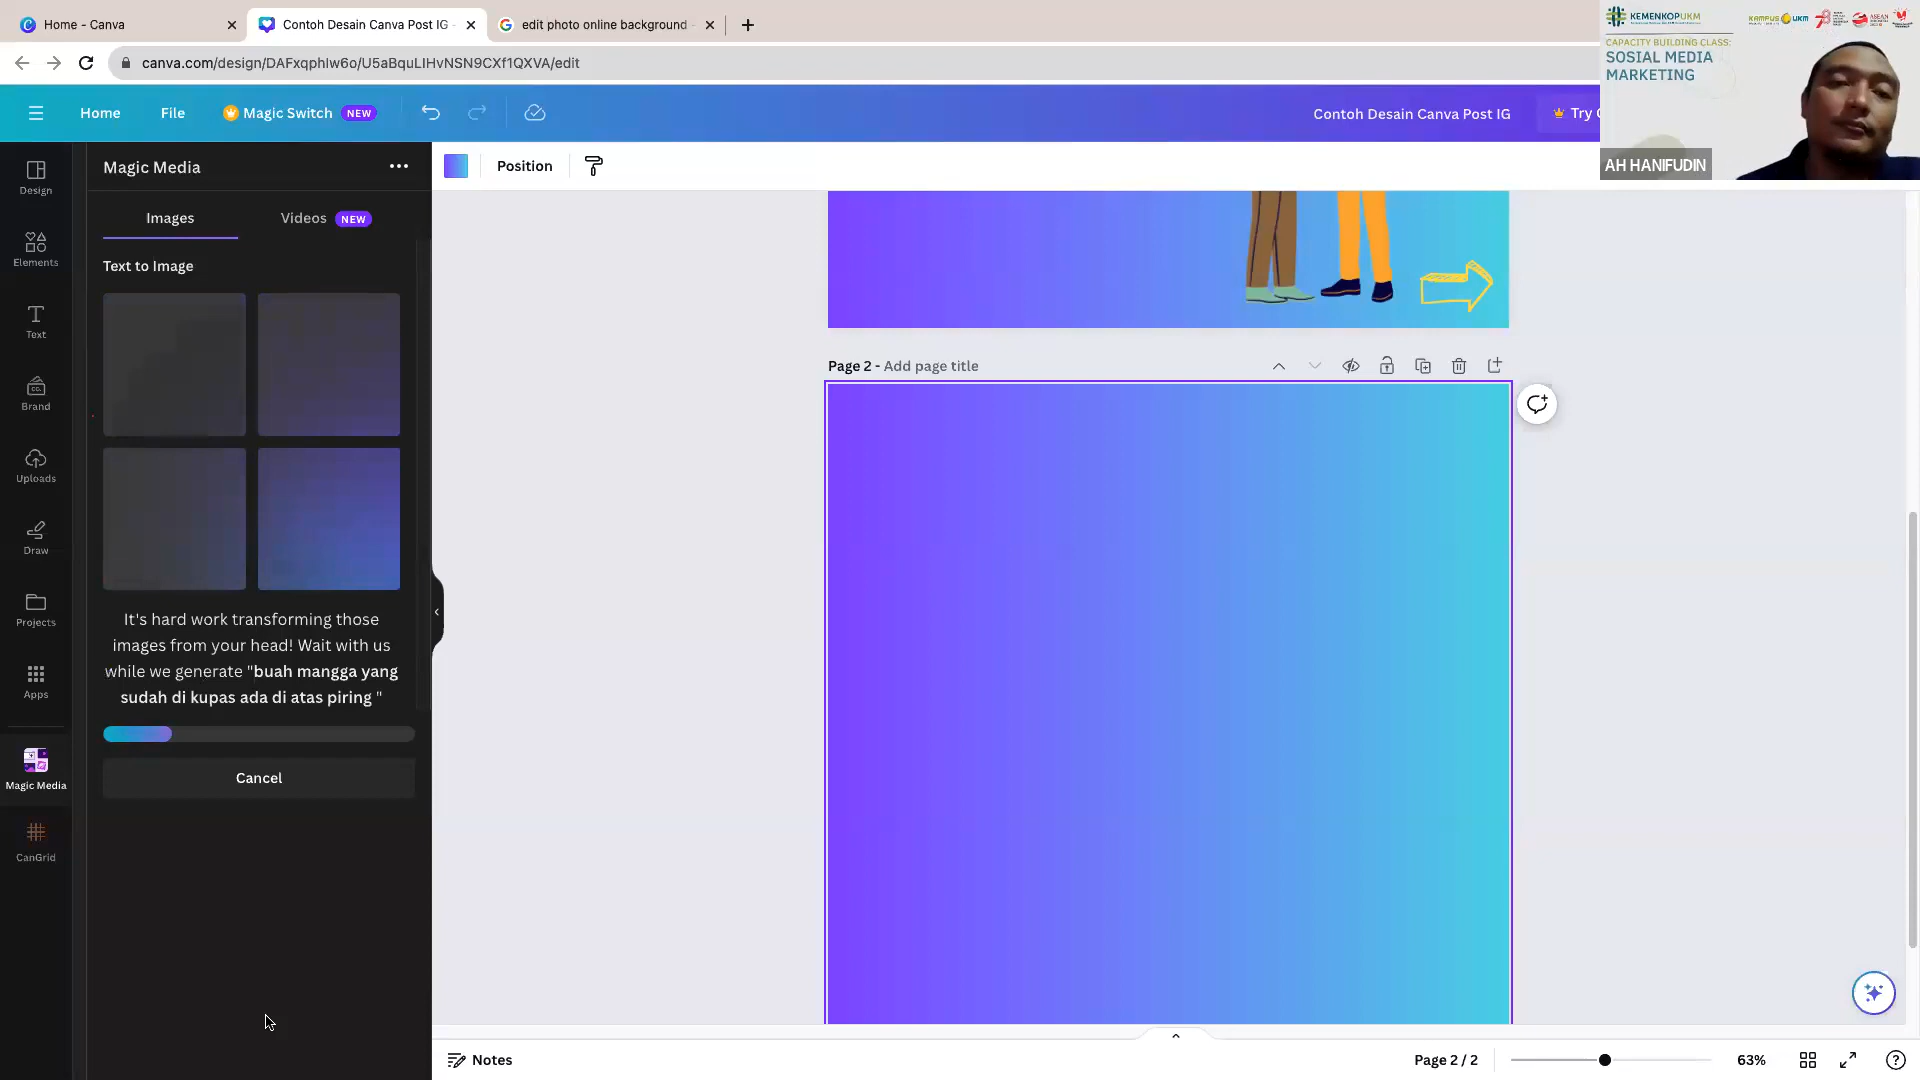 Home - Canva
Contoh Desain Canva Post IG -
edit photo online background
canva.com/design/DAFxqphIw6o/U5aBquLIHvNSN9CXf1QXVA/edit
KEMENKOPUKM
KAMPUS UKM
CAPACITY BUILDING CLASS:
SOSIAL MEDIA
MARKETING
AH HANIFUDIN
Home
File
Magic Switch NEW
Contoh Desain Canva Post IG
Try
Design
Elements
Text
Brand
Uploads
Draw
Projects
Apps
Magic Media
CanGrid
Magic Media
Images
Videos NEW
Text to Image
It's hard work transforming those
images from your head! Wait with us
while we generate "buah mangga yang
sudah di kupas ada di atas piring "
Cancel
Position
Page 2 - Add page title
Notes
Page 2 / 2
63%